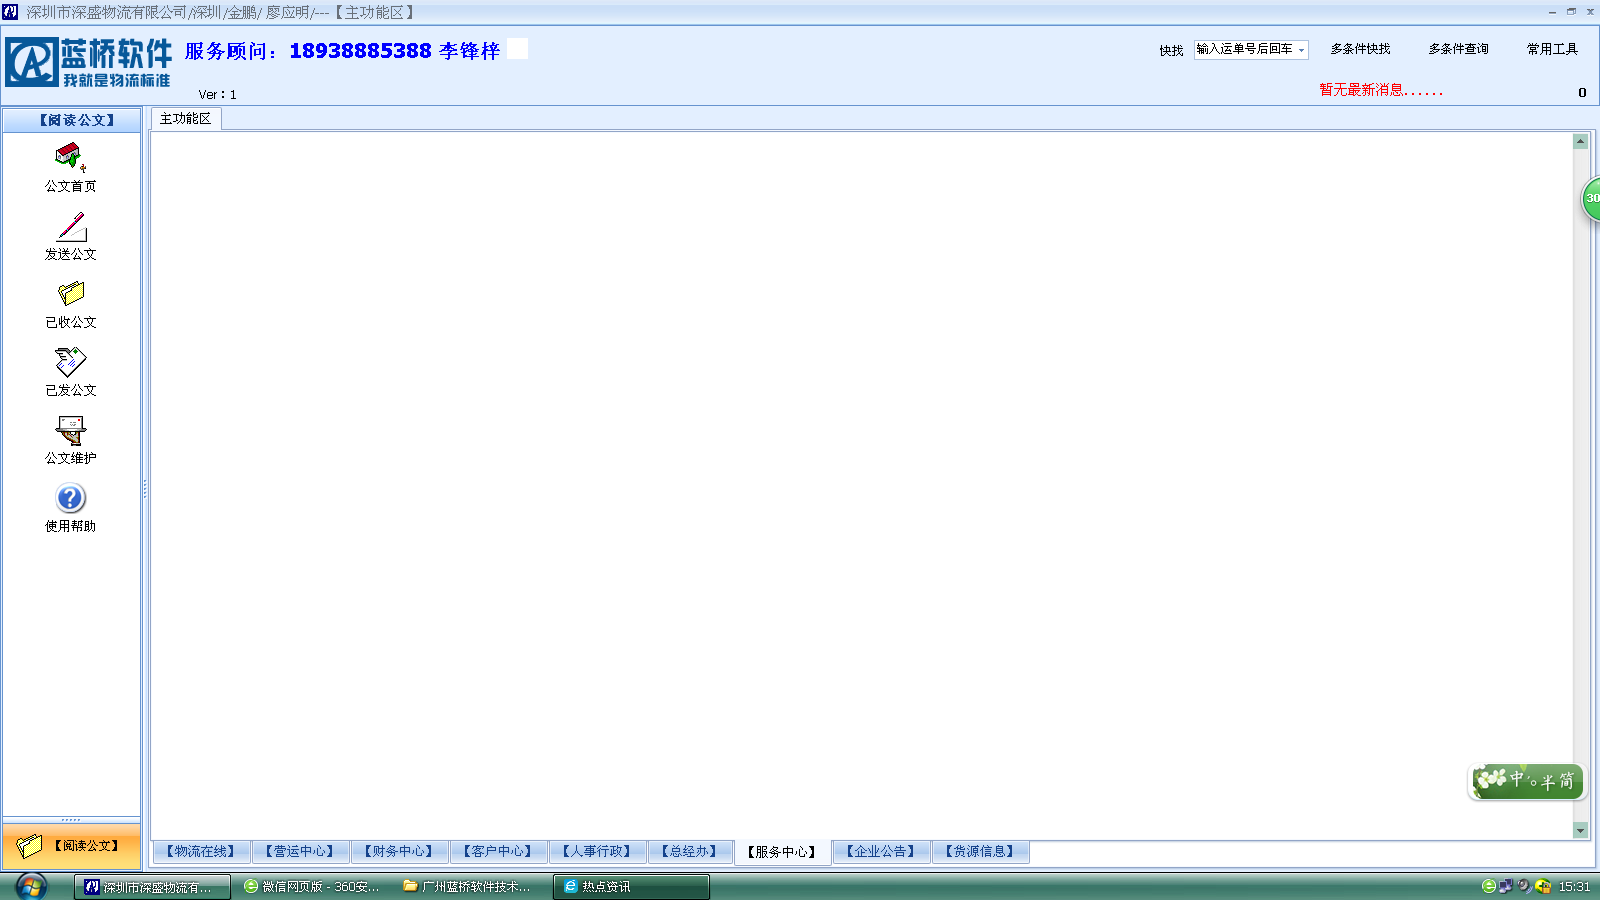 深圳市深盛物流有限公司/深圳/金鹏/ 廖应明/---【主功能区】
蓝桥软件
我就是物流标准
服务顾问：18938885388 李锋梓
Ver：1
快找 输入运单号后回车 多条件快找 多条件查询 常用工具
暂无最新消息......
0
【阅读公文】
主功能区
公文首页
发送公文
已收公文
已发公文
公文维护
使用帮助
30
中 半 简
【阅读公文】
【物流在线】 【营运中心】 【财务中心】 【客户中心】 【人事行政】 【总经办】 【服务中心】 【企业公告】 【货源信息】
深圳市深盛物流有... 微信网页版 - 360安... 广州蓝桥软件技术... 热点资讯 15:31